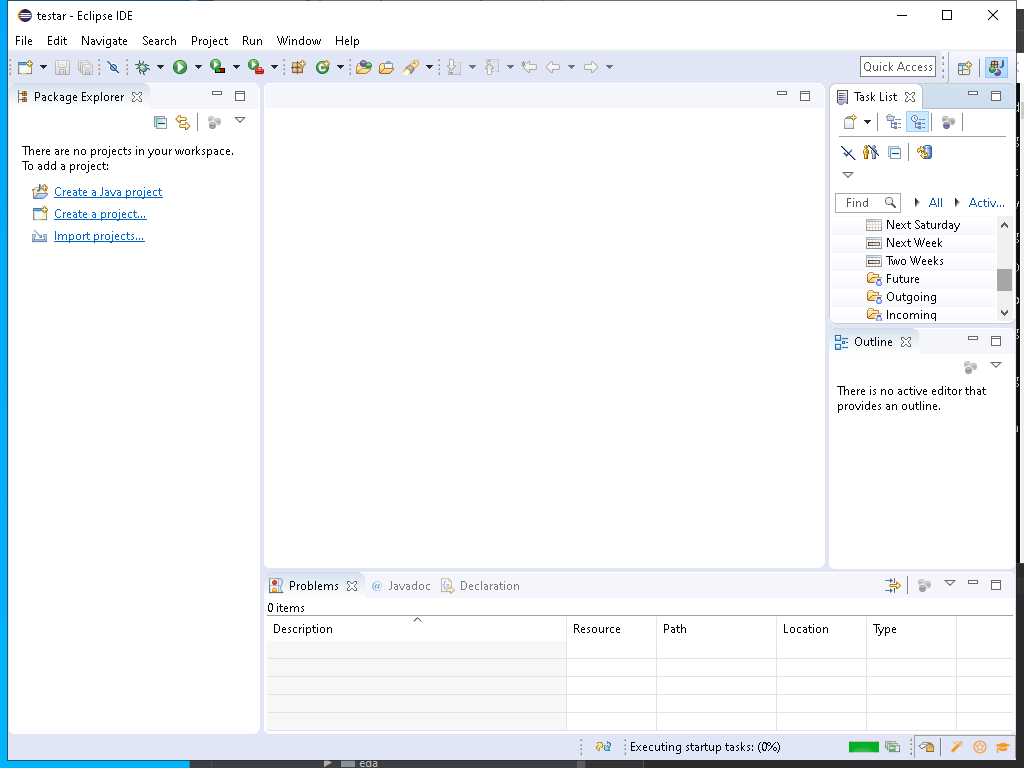 testar - Eclipse IDE
File Edit Navigate Search Project Run Window Help
Quick Access
Package Explorer
There are no projects in your workspace.
To add a project:
Create a Java project
Create a project...
Import projects...
Task List
Find All Activ...
Next Saturday
Next Week
Two Weeks
Future
Outgoing
Incoming
Outline
There is no active editor that
provides an outline.
Problems @ Javadoc Declaration
0 items
Description Resource Path Location Type
Executing startup tasks: (0%)
eda